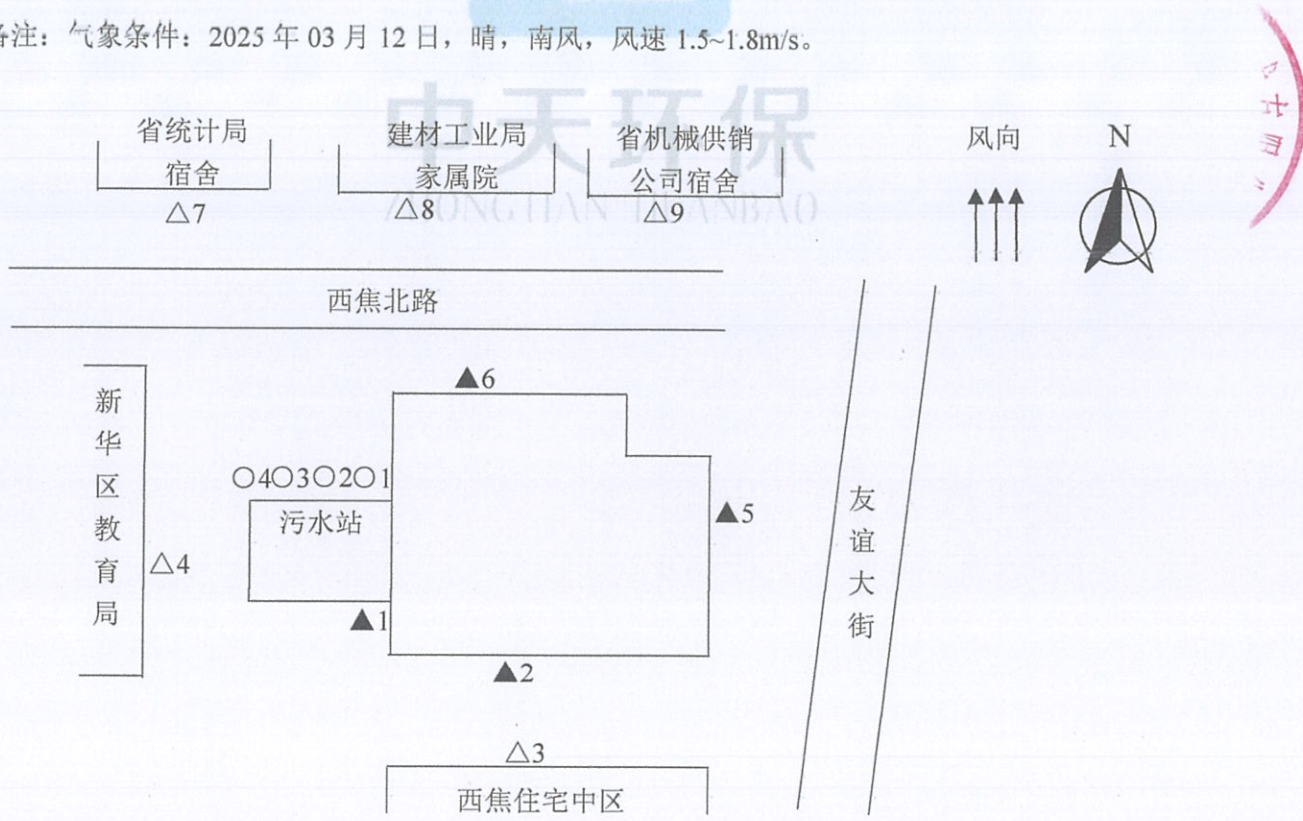 备注：气象条件：2025 年 03 月 12 日，晴，南风，风速 1.5~1.8m/s。
中天环保
ZHONGTIAN HUANBAO
省统计局
宿舍
△7
建材工业局
家属院
△8
省机械供销
公司宿舍
△9
风向
N
西焦北路
新华区教育局
△4
▲6
○4○3○2○1
污水站
▲5
▲1
▲2
友谊大街
△3
西焦住宅中区